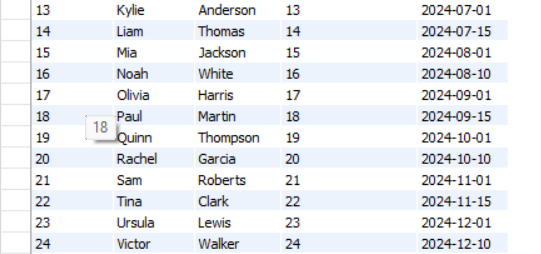 13 Kylie Anderson 13 2024-07-01
14 Liam Thomas 14 2024-07-15
15 Mia Jackson 15 2024-08-01
16 Noah White 16 2024-08-10
17 Olivia Harris 17 2024-09-01
18 Paul Martin 18 2024-09-15
18
19 Quinn Thompson 19 2024-10-01
20 Rachel Garcia 20 2024-10-10
21 Sam Roberts 21 2024-11-01
22 Tina Clark 22 2024-11-15
23 Ursula Lewis 23 2024-12-01
24 Victor Walker 24 2024-12-10